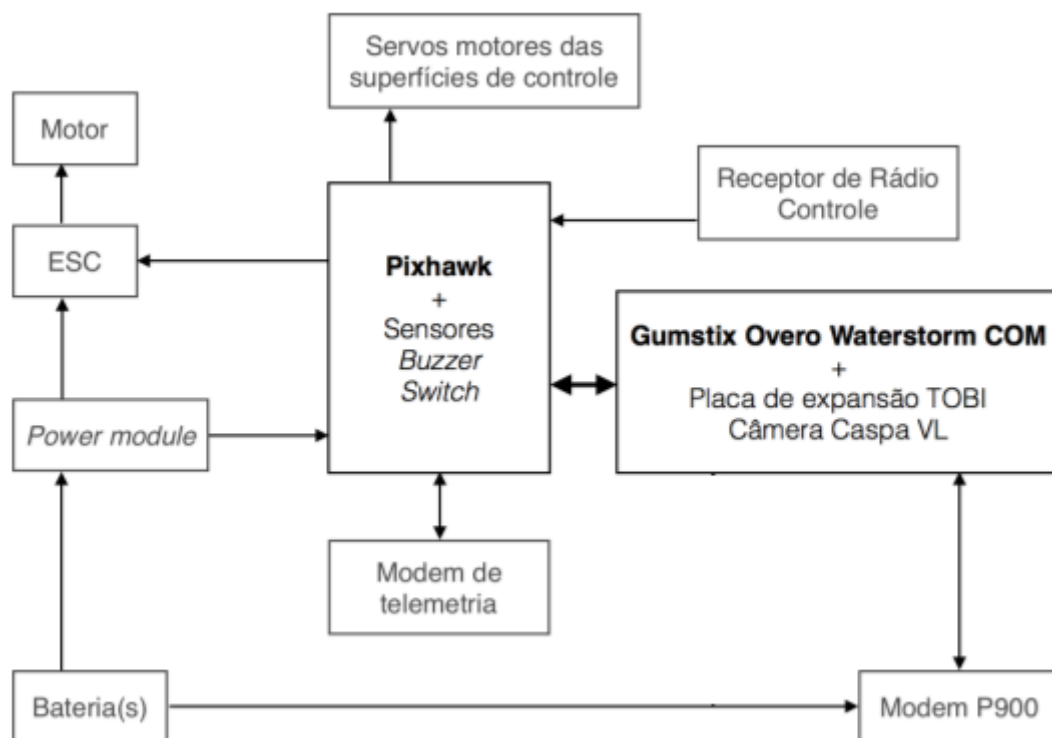 Servos motores das
superfícies de controle
Motor
Receptor de Rádio
Controle
ESC
Pixhawk
+
Sensores
Buzzer
Switch
Gumstix Overo Waterstorm COM
+
Placa de expansão TOBI
Câmera Caspa VL
Power module
Modem de
telemetria
Bateria(s)
Modem P900